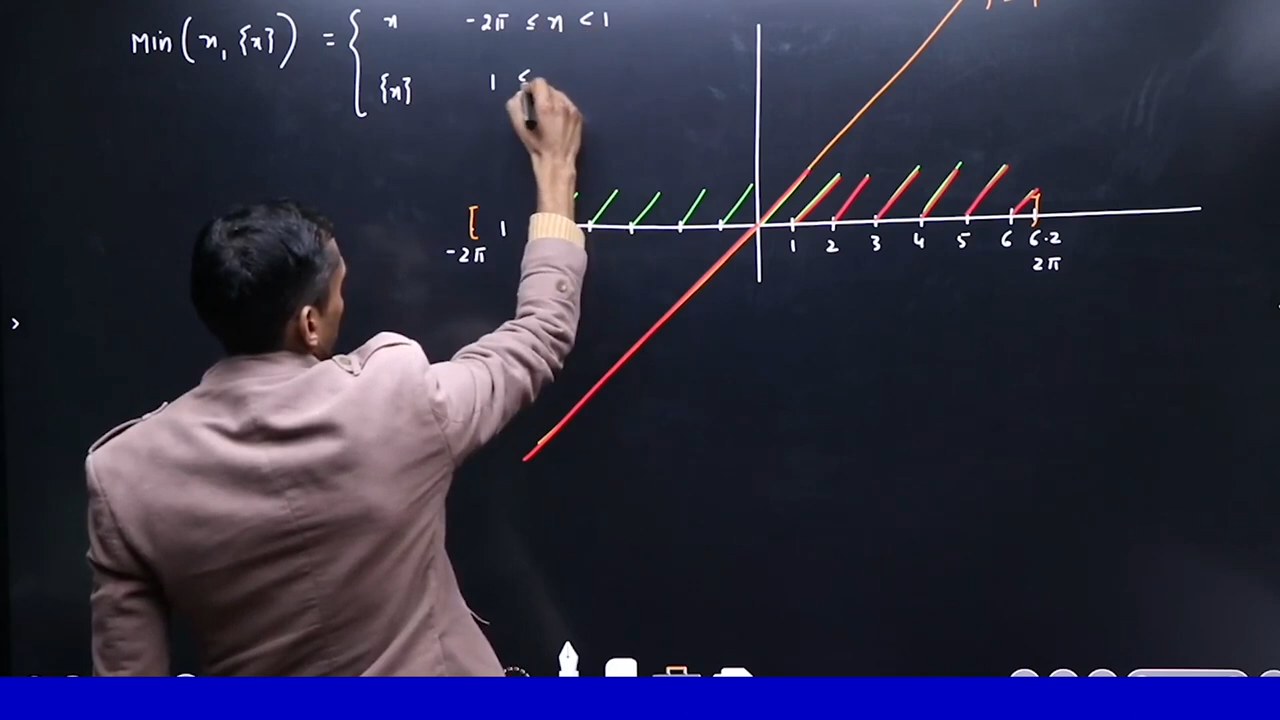 Min(x, {x}) = { x -2π ≤ x < 1
{x} 1 ≤
[ 1
-2π
1 2 3 4 5 6 6.2
2π